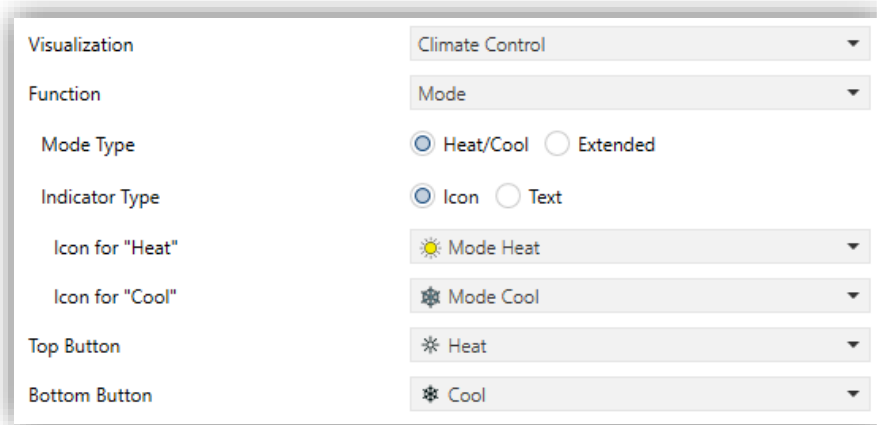 Visualization Climate Control
Function Mode
Mode Type Heat/Cool Extended
Indicator Type Icon Text
Icon for "Heat" Mode Heat
Icon for "Cool" Mode Cool
Top Button Heat
Bottom Button Cool